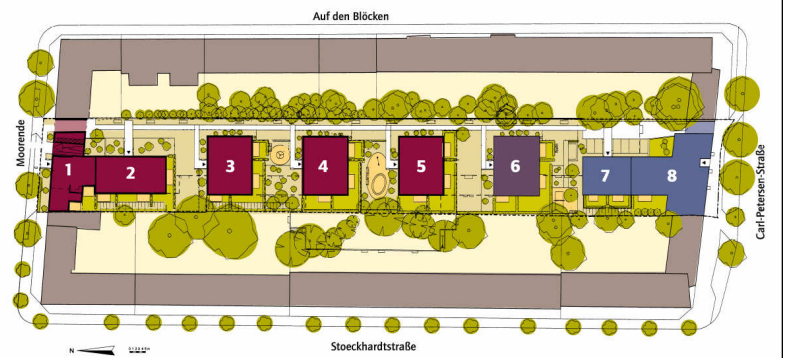 Auf den Blöcken
Moorende
1
2
3
4
5
6
7
8
Carl-Petersen-Straße
Stoeckhardtstraße
N